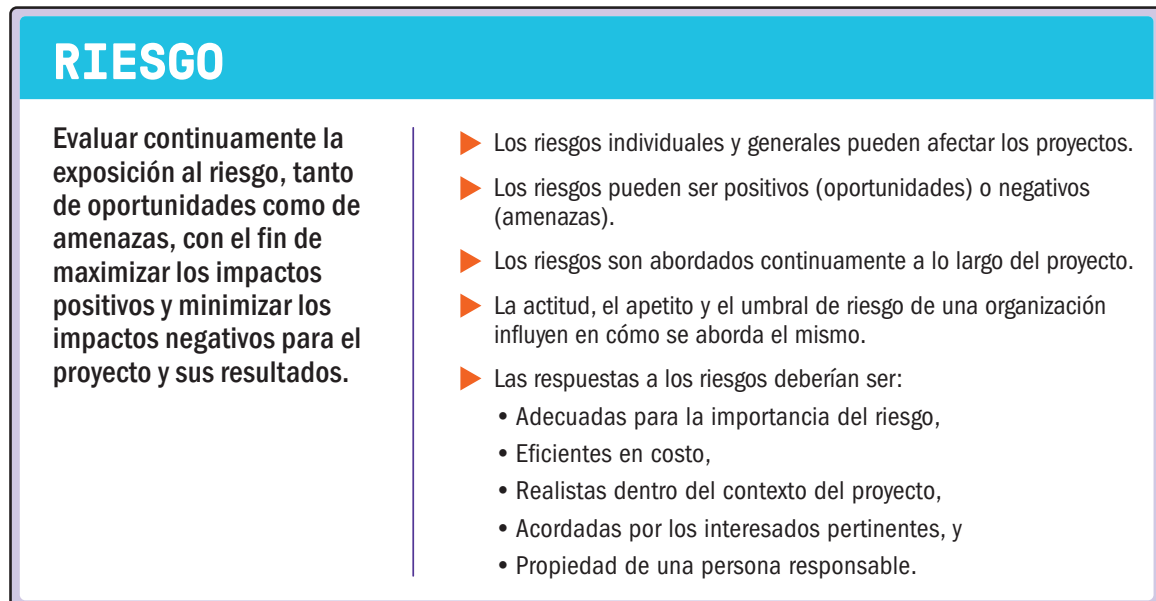 RIESGO
Evaluar continuamente la
exposición al riesgo, tanto
de oportunidades como de
amenazas, con el fin de
maximizar los impactos
positivos y minimizar los
impactos negativos para el
proyecto y sus resultados.
▶ Los riesgos individuales y generales pueden afectar los proyectos.
▶ Los riesgos pueden ser positivos (oportunidades) o negativos
(amenazas).
▶ Los riesgos son abordados continuamente a lo largo del proyecto.
▶ La actitud, el apetito y el umbral de riesgo de una organización
influyen en cómo se aborda el mismo.
▶ Las respuestas a los riesgos deberían ser:
• Adecuadas para la importancia del riesgo,
• Eficientes en costo,
• Realistas dentro del contexto del proyecto,
• Acordadas por los interesados pertinentes, y
• Propiedad de una persona responsable.